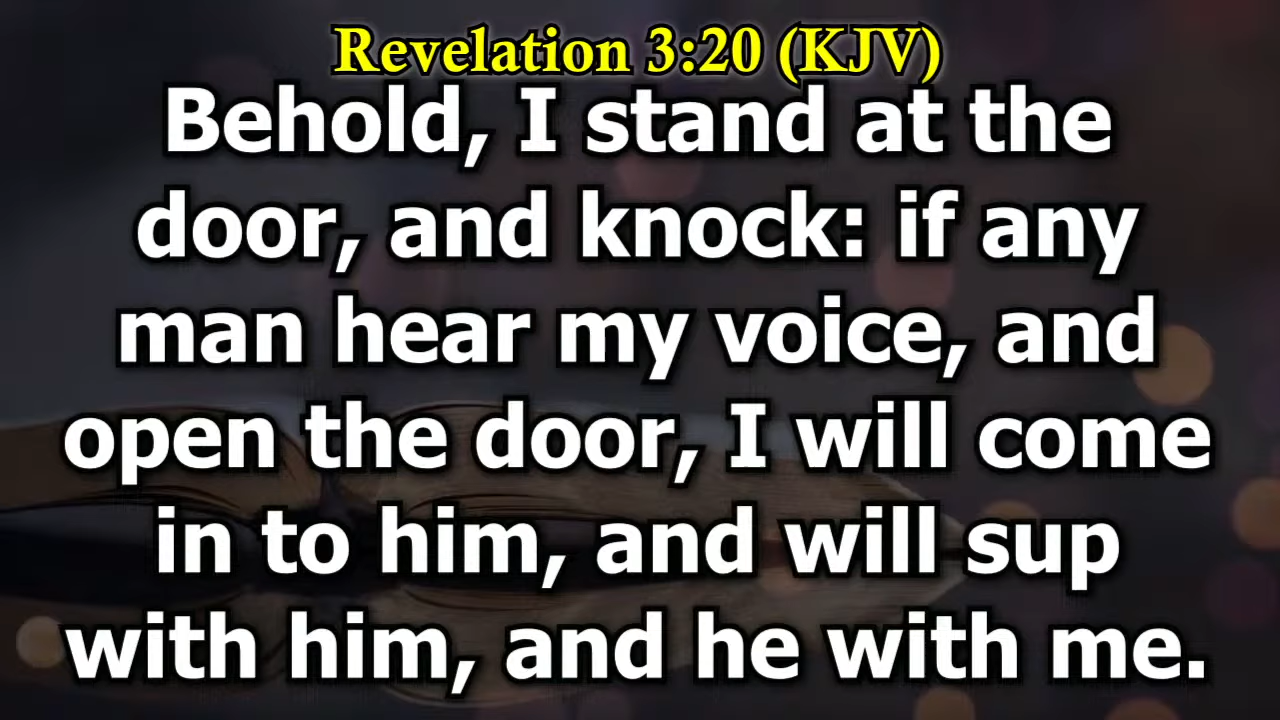 Revelation 3:20 (KJV)
Behold, I stand at the
door, and knock: if any
man hear my voice, and
open the door, I will come
in to him, and will sup
with him, and he with me.